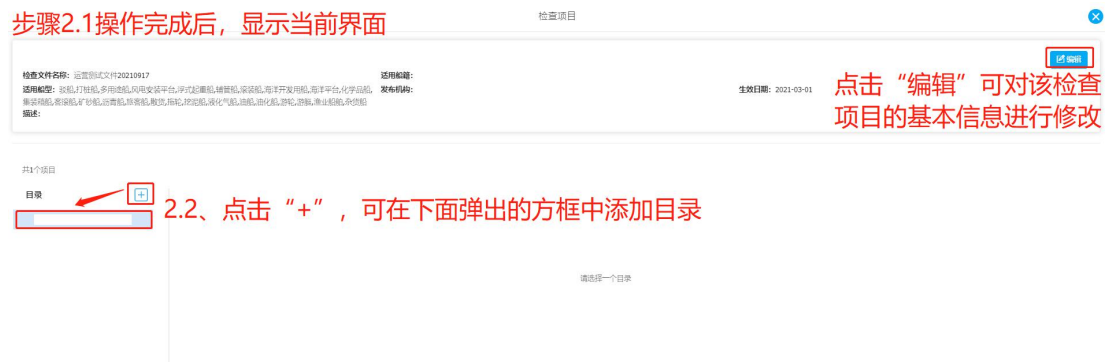 步骤2.1操作完成后，显示当前界面
检查项目
编辑
检查文件名称：运营测试文件20210917
适用船籍：
适用船型：驳船,打桩船,多用途船,风电安装平台,浮式起重船,铺管船,滚装船,海洋开发用船,海洋平台,化学品船,
集装箱船,客滚船,矿砂船,沥青船,旅客船,散货,拖轮,挖泥船,液化气船,油船,油化船,游轮,游艇,渔业船舶,杂货船
发布机构：
生效日期：2021-03-01
描述：
点击“编辑”可对该检查
项目的基本信息进行修改
共1个项目
目录
2.2、点击“+”，可在下面弹出的方框中添加目录
请选择一个目录